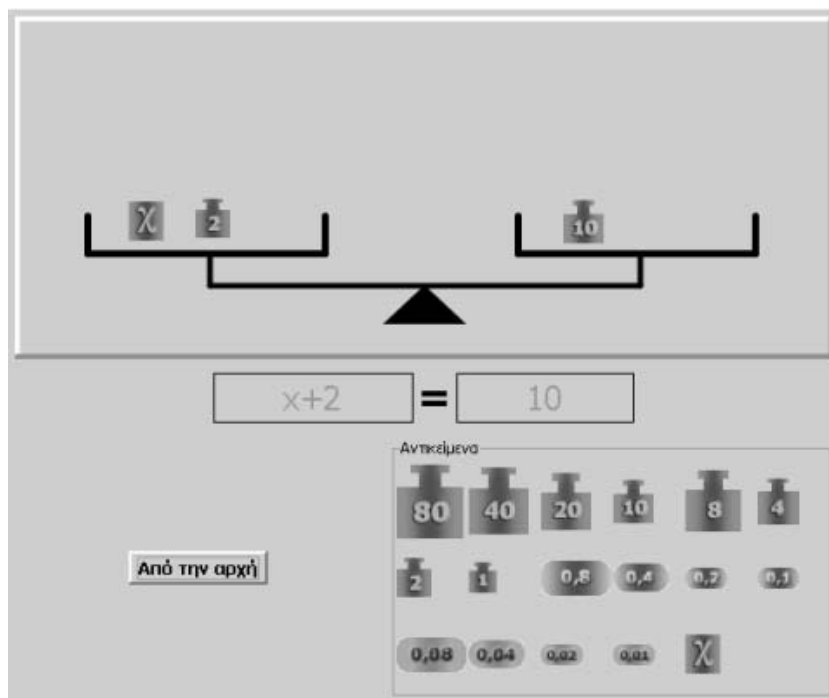 χ 2 10
x+2 = 10
Αντικείμενα
80 40 20 10 8 4
Από την αρχή
2 1 0,8 0,4 0,2 0,1
0,08 0,04 0,02 0,01 χ